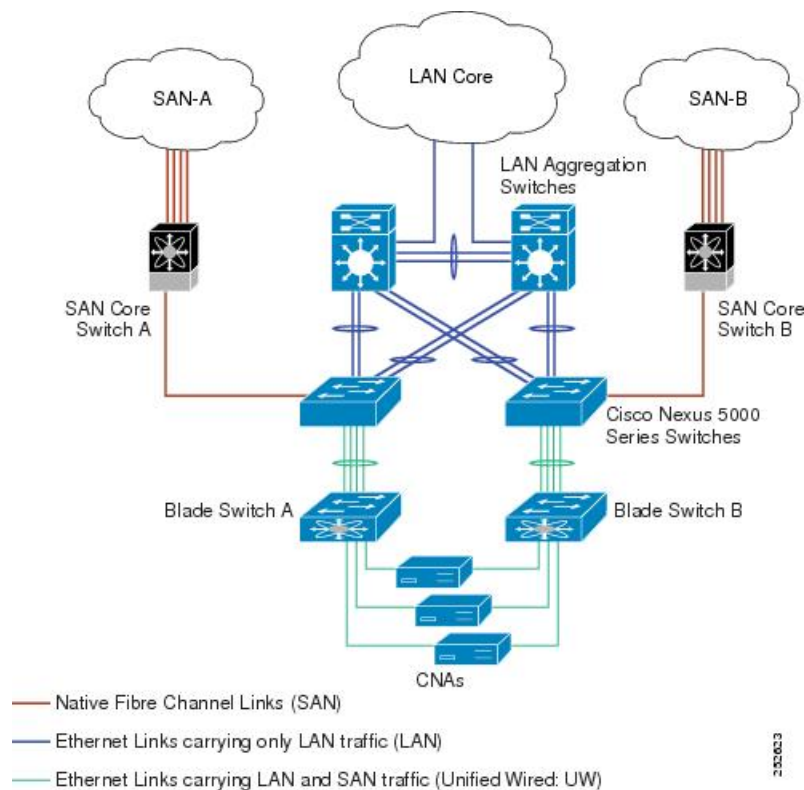 SAN-A
LAN Core
SAN-B
LAN Aggregation
Switches
SAN Core
Switch A
SAN Core
Switch B
Cisco Nexus 5000
Series Switches
Blade Switch A
Blade Switch B
CNAs
Native Fibre Channel Links (SAN)
Ethernet Links carrying only LAN traffic (LAN)
Ethernet Links carrying LAN and SAN traffic (Unified Wired: UW)
252623